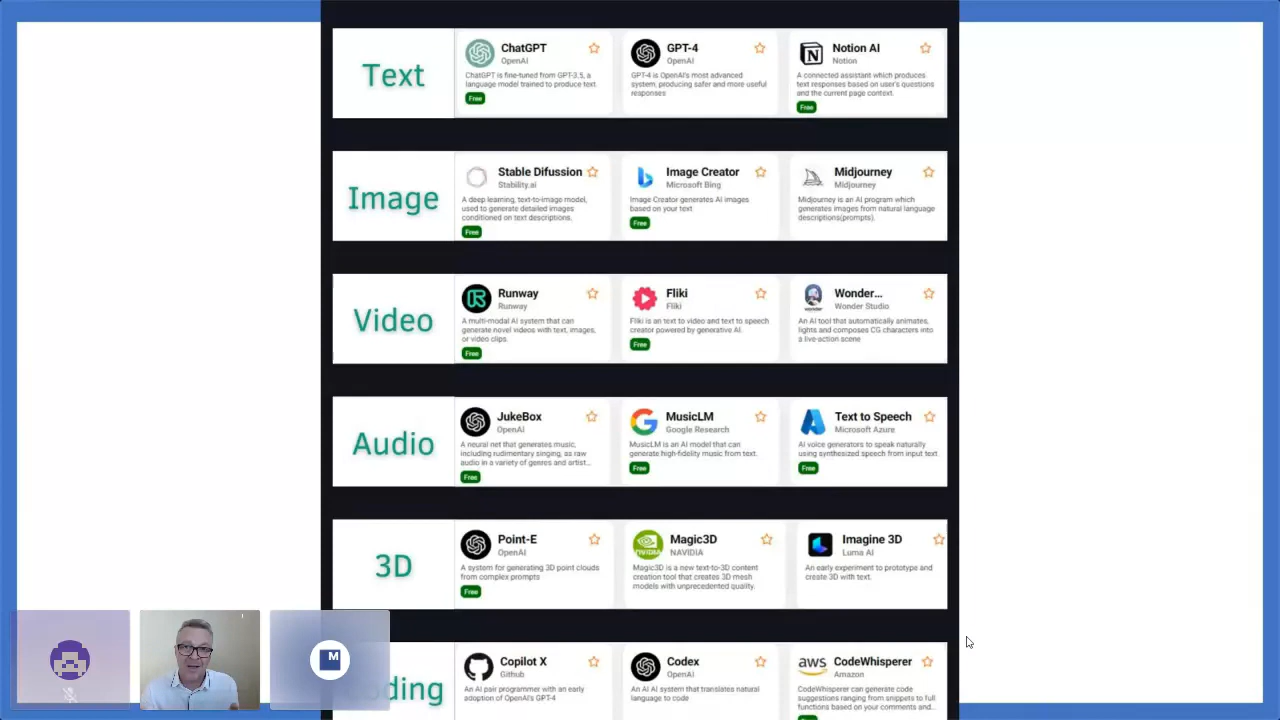 Text
ChatGPT
OpenAI
ChatGPT is fine-tuned from GPT-3.5, a
language model trained to produce text.
Free
GPT-4
OpenAI
GPT-4 is OpenAI's most advanced
system, producing safer and more useful
responses
Notion AI
Notion
A connected assistant which produces
text responses based on user's questions
and the current page context.
Free
Image
Stable Difussion
Stability.ai
A deep learning, text-to-image model,
used to generate detailed images
conditioned on text descriptions.
Free
Image Creator
Microsoft Bing
Image Creator generates AI images
based on your text
Free
Midjourney
Midjourney
Midjourney is an AI program which
generates images from natural language
descriptions(prompts).
Video
Runway
Runway
A multi-modal AI system that can
generate novel videos with text, images,
or video clips.
Free
Fliki
Fliki
Fliki is an text to video and text to speech
creator powered by generative AI.
Free
Wonder...
Wonder Studio
An AI tool that automatically animates,
lights and composes CG characters into
a live-action scene
Audio
JukeBox
OpenAI
A neural net that generates music,
including rudimentary singing, as raw
audio in a variety of genres and artist...
Free
MusicLM
Google Research
MusicLM is an AI model that can
generate high-fidelity music from text.
Free
Text to Speech
Microsoft Azure
AI voice generators to speak naturally
using synthesized speech from input text
Free
3D
Point-E
OpenAI
A system for generating 3D point clouds
from complex prompts
Free
Magic3D
NVIDIA
Magic3D is a new text-to-3D content
creation tool that creates 3D mesh
models with unprecedented quality.
Imagine 3D
Luma AI
An early experiment to prototype and
create 3D with text.
M
ding
Copilot X
Github
An AI pair programmer with an early
adoption of OpenAI's GPT-4
Codex
OpenAI
An AI AI system that translates natural
language to code
aws
CodeWhisperer
Amazon
CodeWhisperer can generate code
suggestions ranging from snippets to full
functions based on your comments and...